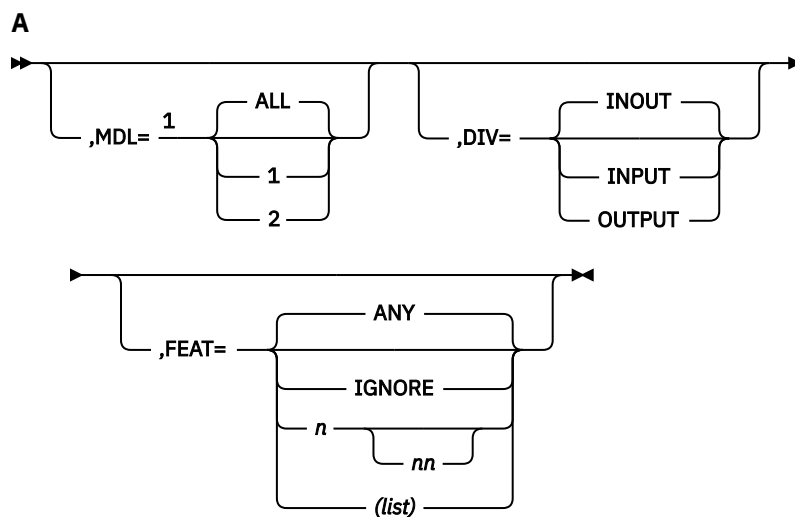 A
ALL
,MDL= 1
1
2
INOUT
,DIV=
INPUT
OUTPUT
ANY
,FEAT=
IGNORE
n
nn
(list)